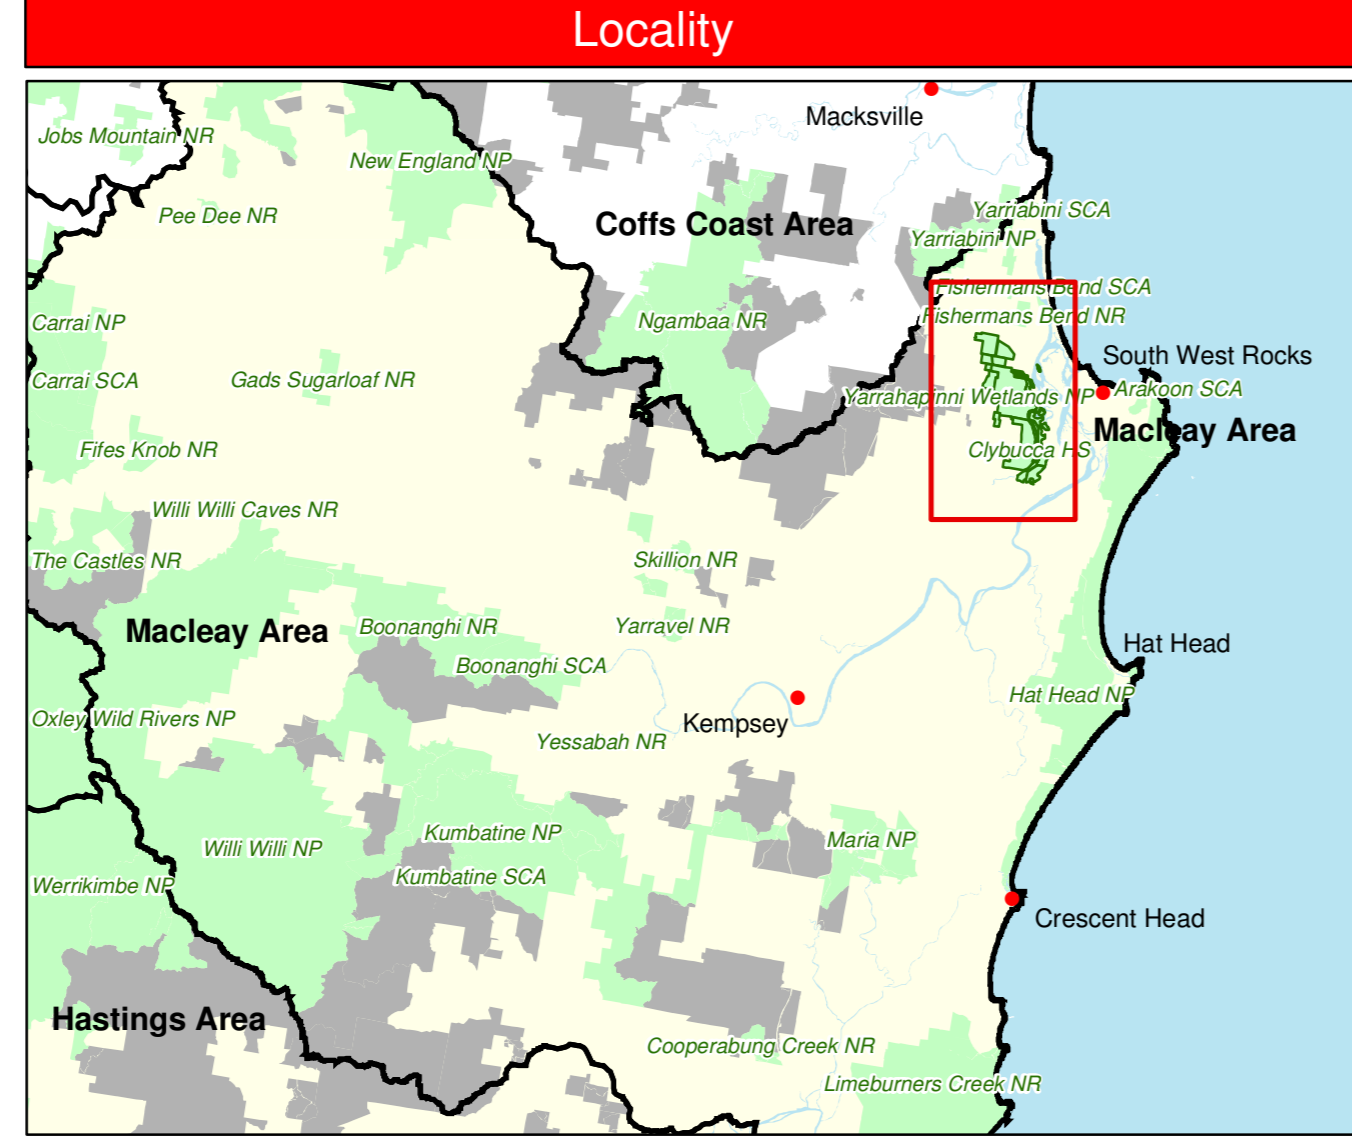 Locality
Macksville
Jobs Mountain NR
New England NP
Pee Dee NR
Coffs Coast Area
Yarriabini SCA
Yarriabini NP
Fishermans Bend SCA
Fishermans Bend NR
Carrai NP
Ngambaa NR
South West Rocks
Carrai SCA
Gads Sugarloaf NR
Yarrahapinni Wetlands NP
Arakoon SCA
Macleay Area
Fifes Knob NR
Clybucca HS
Willi Willi Caves NR
The Castles NR
Skillion NR
Macleay Area
Boonanghi NR
Yarravel NR
Hat Head
Boonanghi SCA
Hat Head NP
Oxley Wild Rivers NP
Kempsey
Yessabah NR
Kumbatine NP
Maria NP
Willi Willi NP
Kumbatine SCA
Werrikimbe NP
Crescent Head
Hastings Area
Cooperabung Creek NR
Limeburners Creek NR